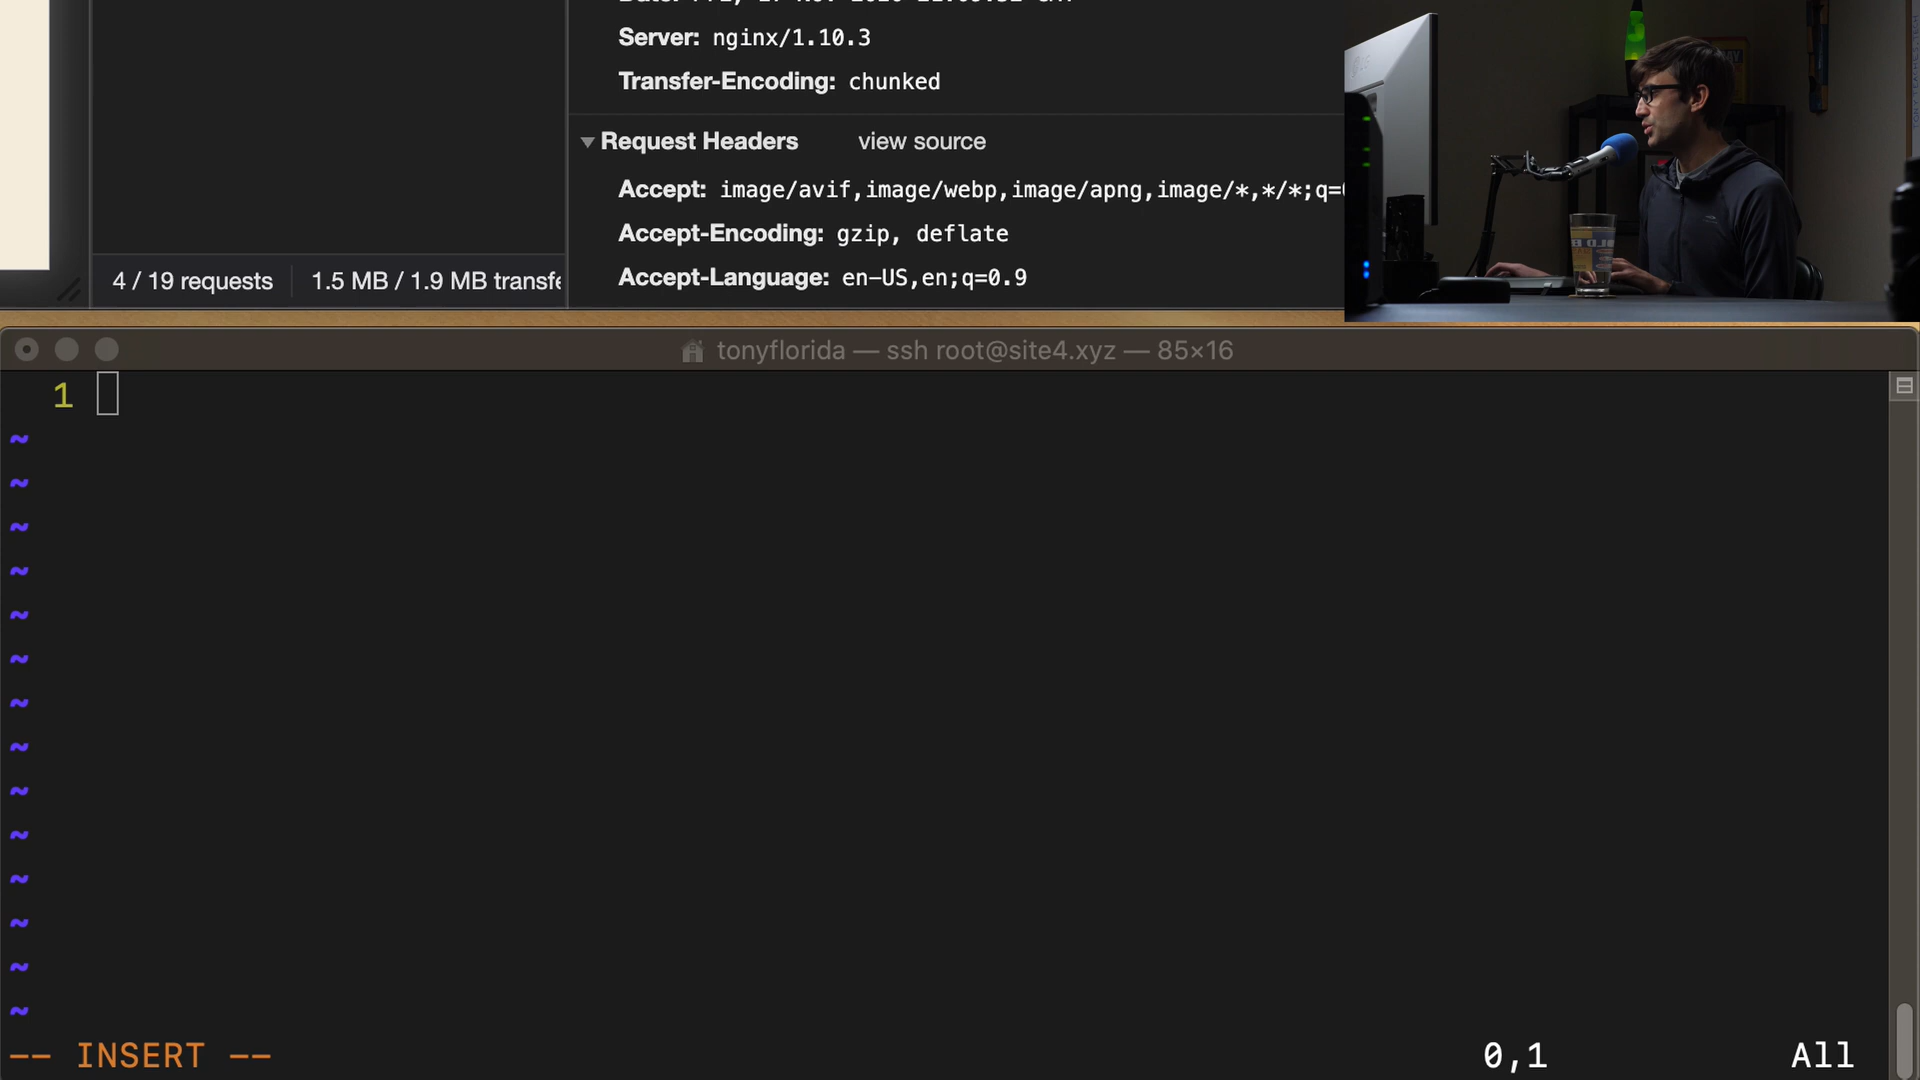 Server: nginx/1.10.3
Transfer-Encoding: chunked
Request Headers view source
Accept: image/avif,image/webp,image/apng,image/*,*/*;q=
Accept-Encoding: gzip, deflate
Accept-Language: en-US,en;q=0.9
4 / 19 requests 1.5 MB / 1.9 MB transfe
tonyflorida — ssh root@site4.xyz — 85×16
1
~
~
~
~
~
~
~
~
~
~
~
~
~
~
-- INSERT -- 0,1 All